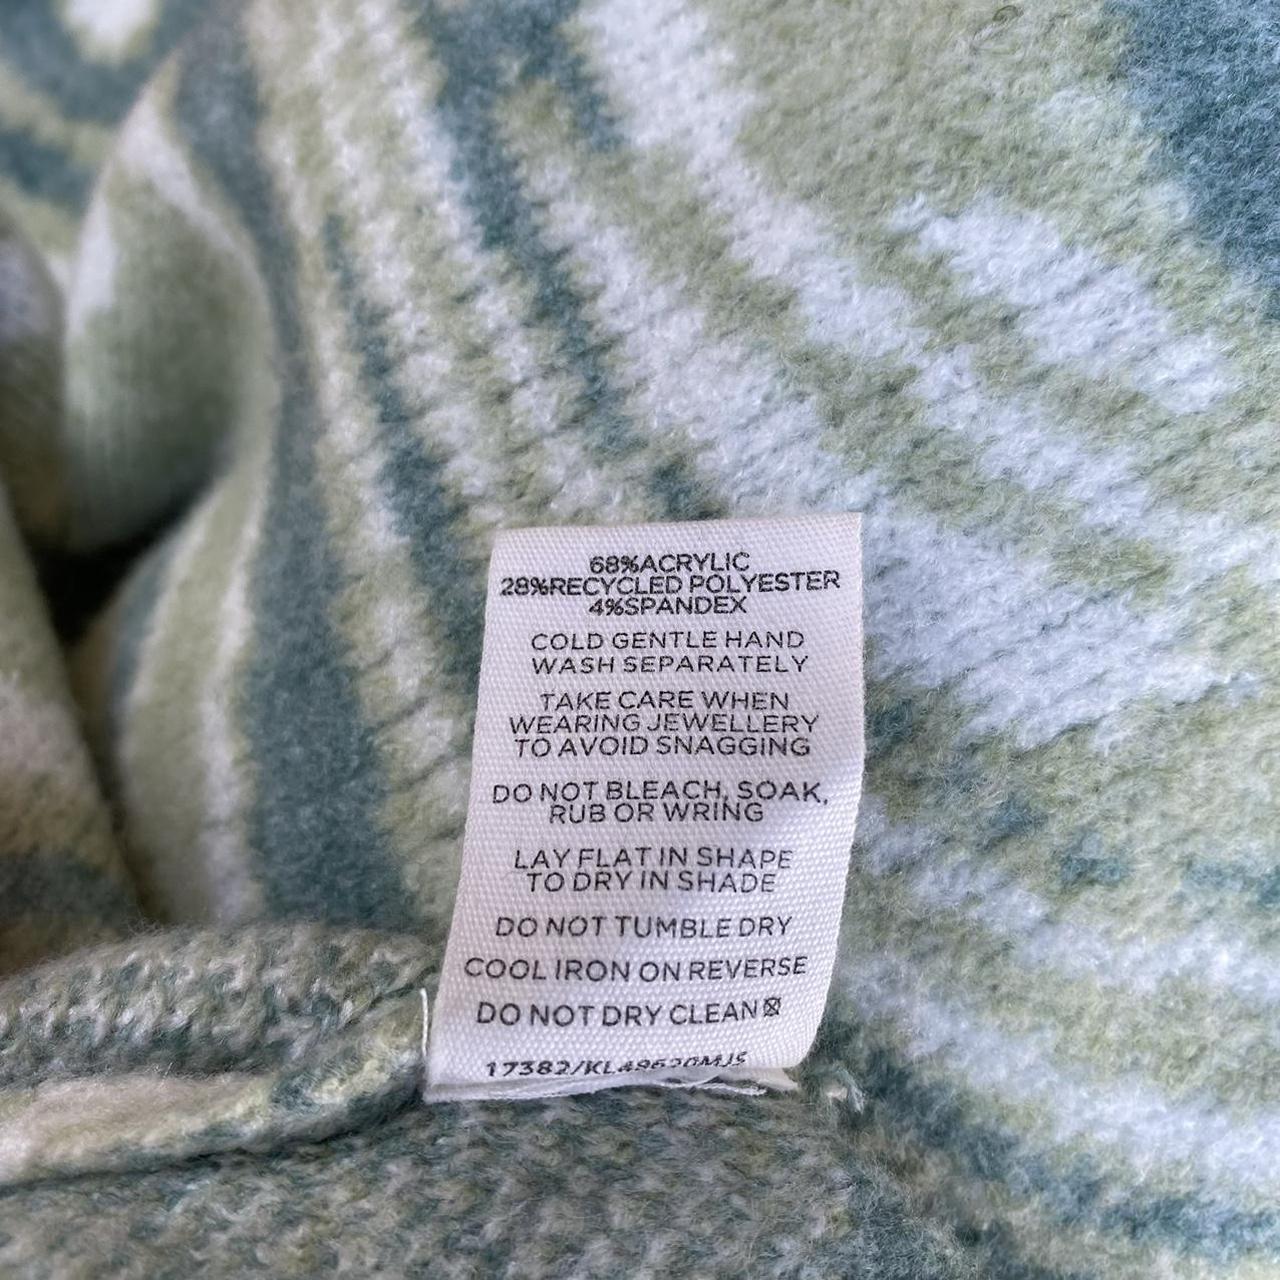 68%ACRYLIC
28%RECYCLED POLYESTER
4%SPANDEX
COLD GENTLE HAND
WASH SEPARATELY
TAKE CARE WHEN
WEARING JEWELLERY
TO AVOID SNAGGING
DO NOT BLEACH, SOAK,
RUB OR WRING
LAY FLAT IN SHAPE
TO DRY IN SHADE
DO NOT TUMBLE DRY
COOL IRON ON REVERSE
DO NOT DRY CLEAN